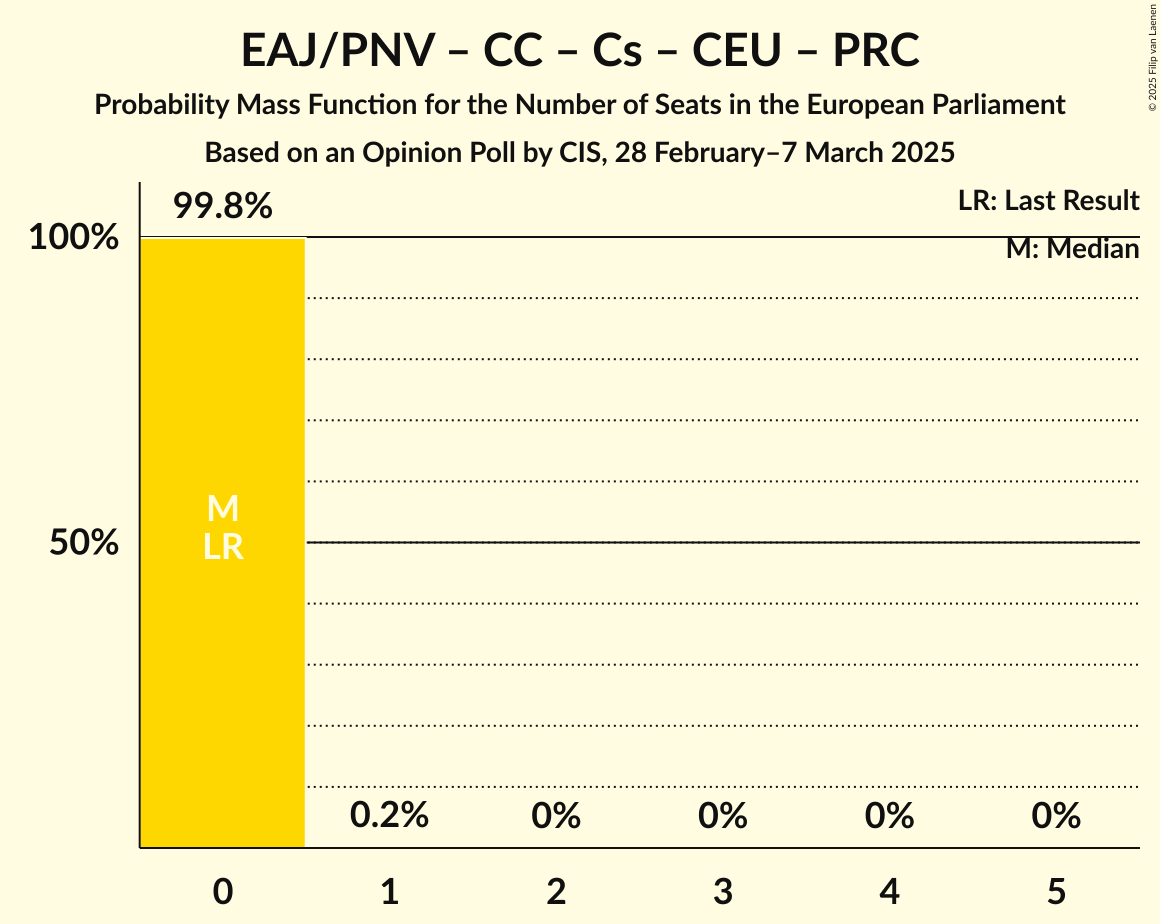 EAJ/PNV – CC – Cs – CEU – PRC
Probability Mass Function for the Number of Seats in the European Parliament
Based on an Opinion Poll by CIS, 28 February–7 March 2025
© 2025 Filip van Laenen
LR: Last Result
M: Median
99.8%
100%
50%
M
LR
0.2%
0%
0%
0%
0%
0
1
2
3
4
5